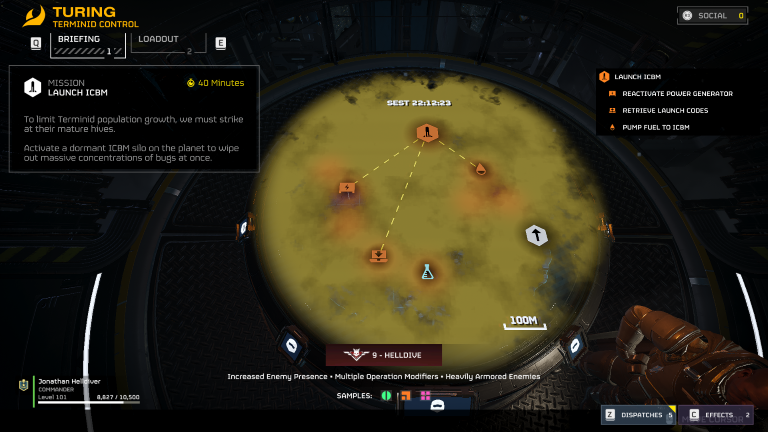 TURING
TERMINID CONTROL
SOCIAL 0
Q
BRIEFING
1
LOADOUT
2
E
MISSION
LAUNCH ICBM
40 Minutes
To limit Terminid population growth, we must strike
at their mature hives.
Activate a dormant ICBM silo on the planet to wipe
out massive concentrations of bugs at once.
LAUNCH ICBM
REACTIVATE POWER GENERATOR
RETRIEVE LAUNCH CODES
PUMP FUEL TO ICBM
SEST 22:12:23
100M
9 - HELLDIVE
Increased Enemy Presence • Multiple Operation Modifiers • Heavily Armored Enemies
SAMPLES:
Jonathan Helldiver
COMMANDER
Level 101
8,827 / 10,500
Z DISPATCHES 5
C EFFECTS 2
CURSOR